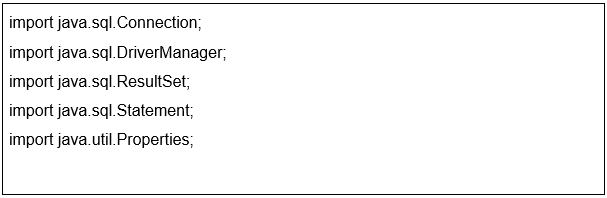 import java.sql.Connection;
import java.sql.DriverManager;
import java.sql.ResultSet;
import java.sql.Statement;
import java.util.Properties;